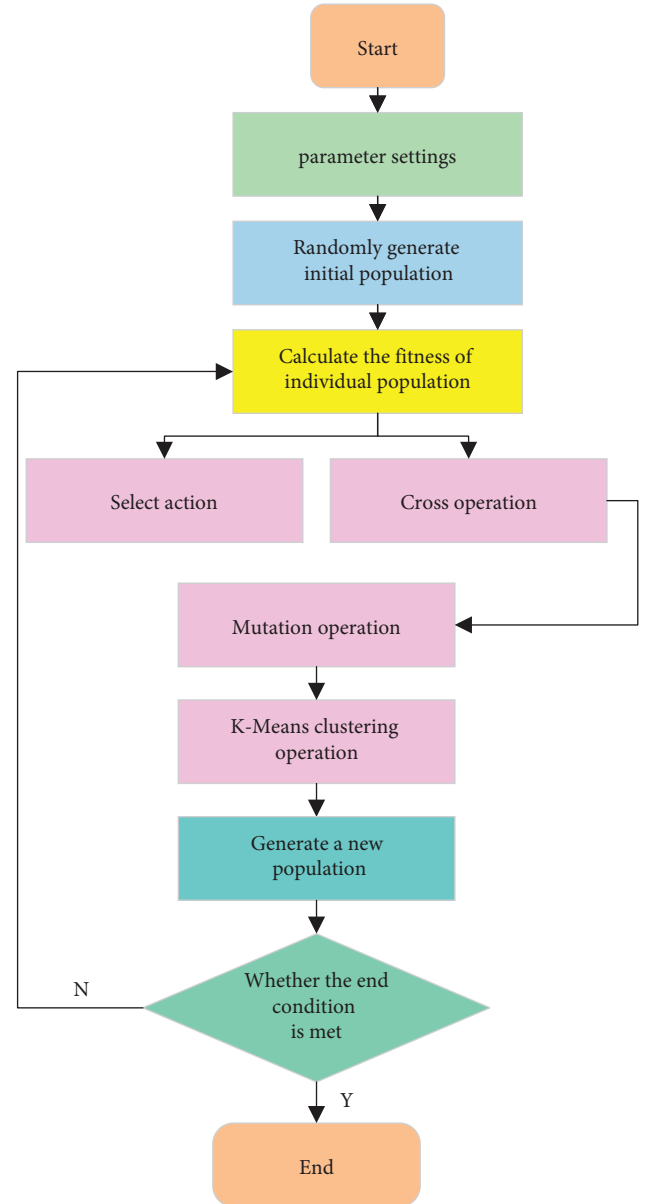 Start
parameter settings
Randomly generate
initial population
Calculate the fitness of
individual population
Select action
Cross operation
Mutation operation
K-Means clustering
operation
Generate a new
population
Whether the end
condition
is met
N
Y
End